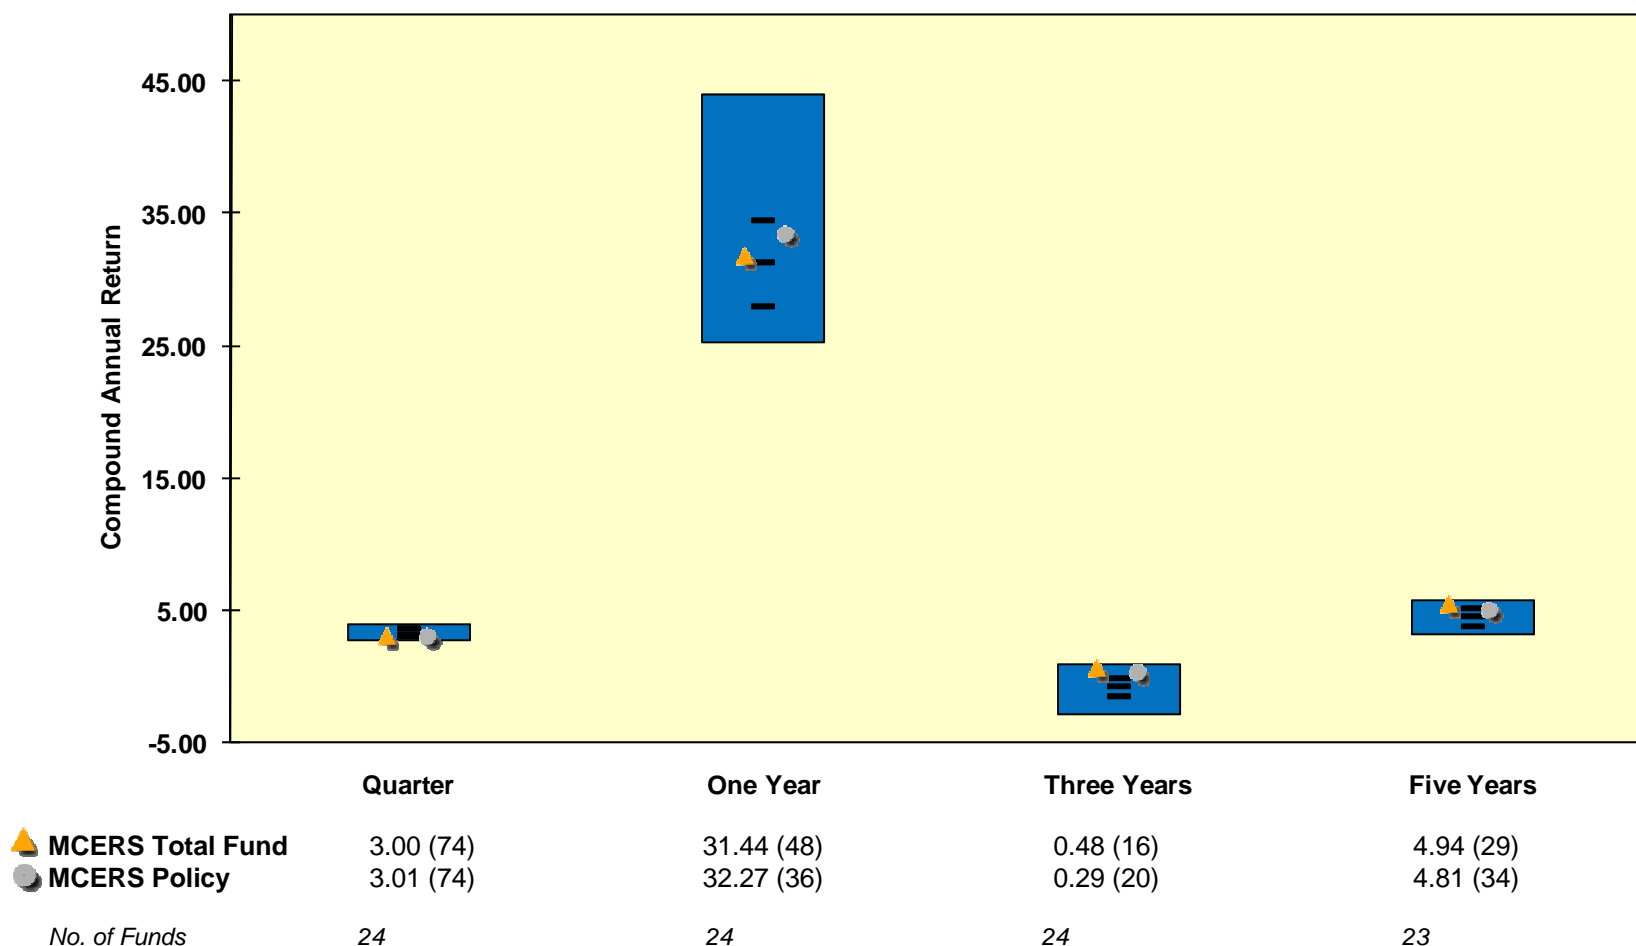 45.00
35.00
25.00
15.00
5.00
-5.00
Compound Annual Return
Quarter One Year Three Years Five Years
MCERS Total Fund 3.00 (74) 31.44 (48) 0.48 (16) 4.94 (29)
MCERS Policy 3.01 (74) 32.27 (36) 0.29 (20) 4.81 (34)
No. of Funds 24 24 24 23